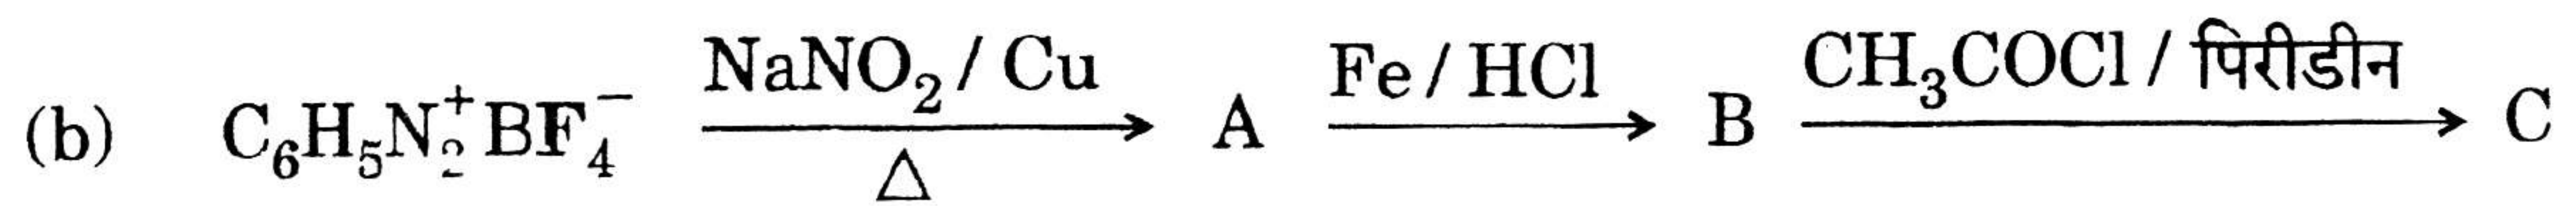 (b) C₆H₅N₂⁺BF₄⁻ NaNO₂ / Cu △ A Fe / HCl B CH₃COCl / पिरीडीन C